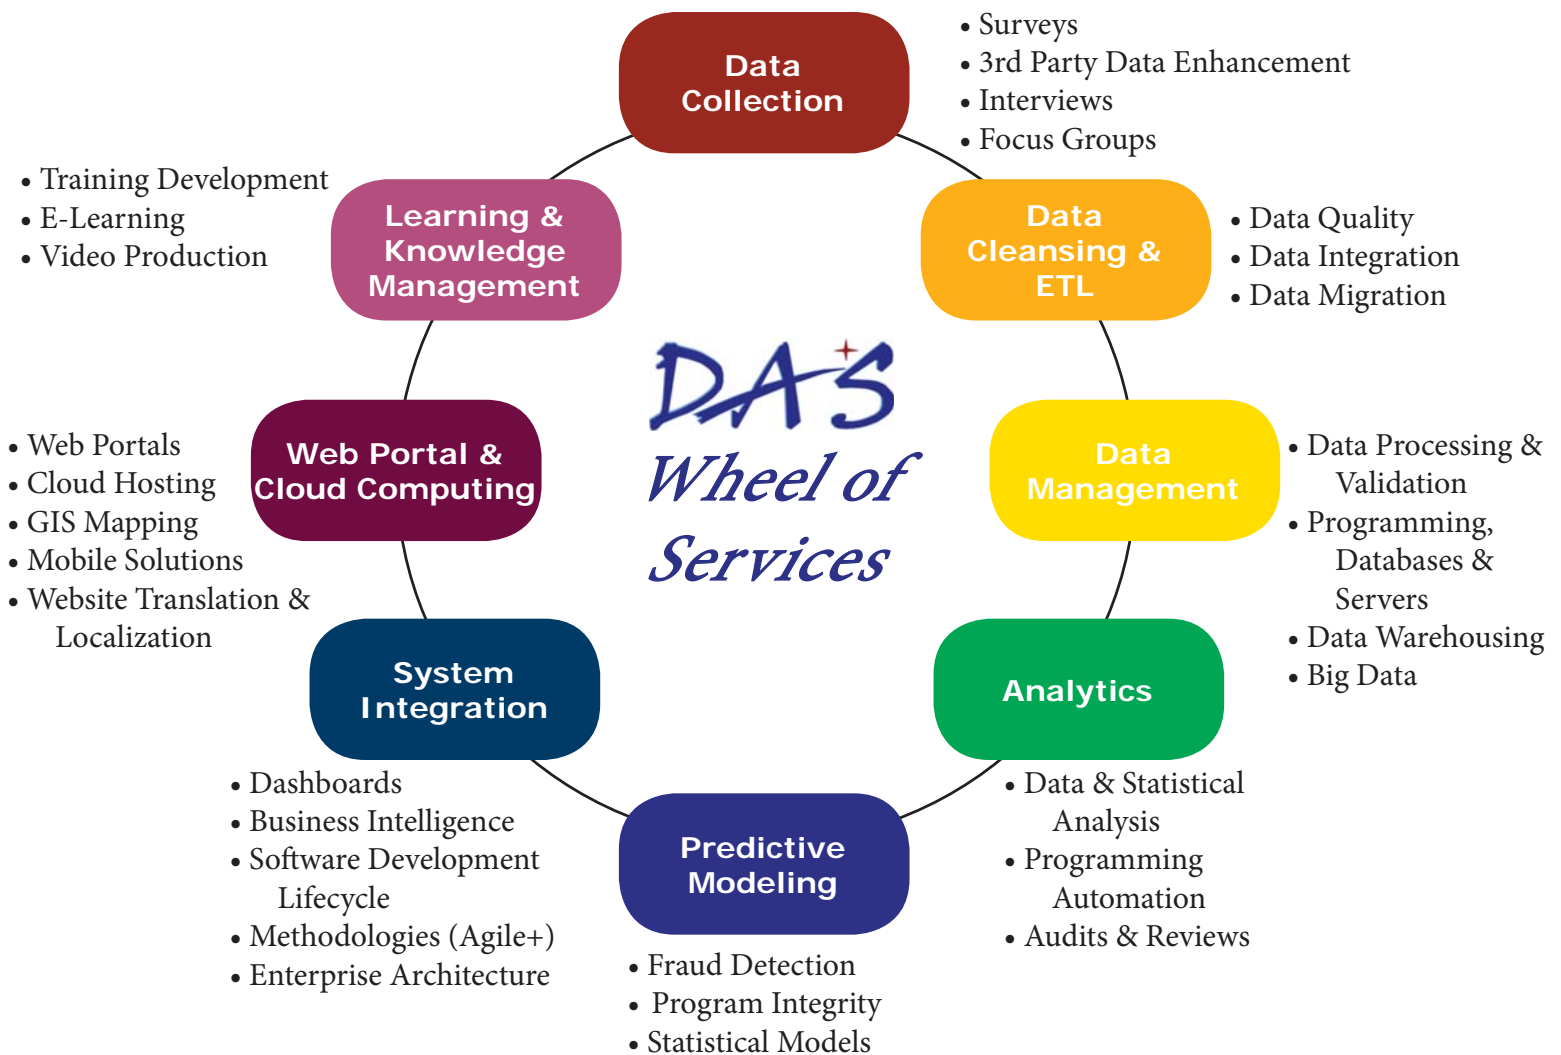 Data
Collection
• Surveys
• 3rd Party Data Enhancement
• Interviews
• Focus Groups
Data
Cleansing &
ETL
• Data Quality
• Data Integration
• Data Migration
Data
Management
• Data Processing &
Validation
• Programming,
Databases &
Servers
• Data Warehousing
• Big Data
Analytics
• Data & Statistical
Analysis
• Programming
Automation
• Audits & Reviews
Predictive
Modeling
• Fraud Detection
• Program Integrity
• Statistical Models
System
Integration
• Dashboards
• Business Intelligence
• Software Development
Lifecycle
• Methodologies (Agile+)
• Enterprise Architecture
Web Portal &
Cloud Computing
• Web Portals
• Cloud Hosting
• GIS Mapping
• Mobile Solutions
• Website Translation &
Localization
Learning &
Knowledge
Management
• Training Development
• E-Learning
• Video Production
DAS
Wheel of
Services